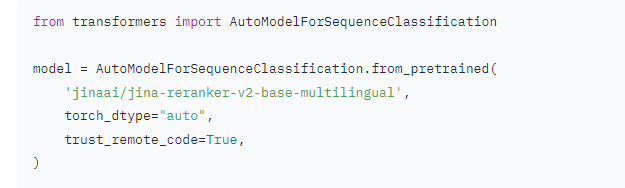 from transformers import AutoModelForSequenceClassification
model = AutoModelForSequenceClassification.from_pretrained(
    'jinaai/jina-reranker-v2-base-multilingual',
    torch_dtype="auto",
    trust_remote_code=True,
)